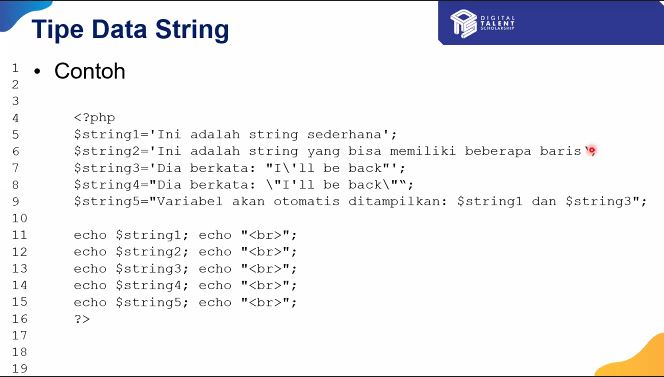 Tipe Data String
DIGITAL
TALENT
SCHOLARSHIP
1 • Contoh
2
3
4 <?php
5 $string1='Ini adalah string sederhana';
6 $string2='Ini adalah string yang bisa memiliki beberapa baris';
7 $string3='Dia berkata: "I\'ll be back"';
8 $string4="Dia berkata: \"I'll be back\"“;
9 $string5="Variabel akan otomatis ditampilkan: $string1 dan $string3";
10
11 echo $string1; echo "<br>";
12 echo $string2; echo "<br>";
13 echo $string3; echo "<br>";
14 echo $string4; echo "<br>";
15 echo $string5; echo "<br>";
16 ?>
17
18
19